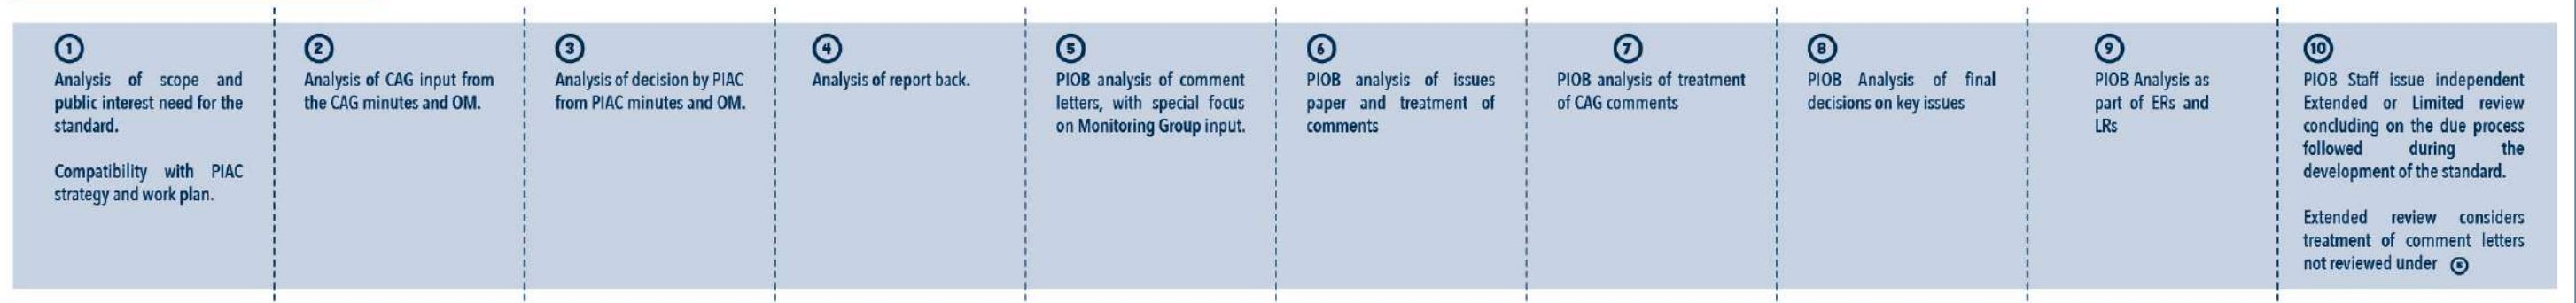 1
Analysis of scope and
public interest need for the
standard.
Compatibility with PIAC
strategy and work plan.
2
Analysis of CAG input from
the CAG minutes and OM.
3
Analysis of decision by PIAC
from PIAC minutes and OM.
4
Analysis of report back.
5
PIOB analysis of comment
letters, with special focus
on Monitoring Group input.
6
PIOB analysis of issues
paper and treatment of
comments
7
PIOB analysis of treatment
of CAG comments
8
PIOB Analysis of final
decisions on key issues
9
PIOB Analysis as
part of ERs and
LRs
10
PIOB Staff issue independent
Extended or Limited review
concluding on the due process
followed during the
development of the standard.
Extended review considers
treatment of comment letters
not reviewed under